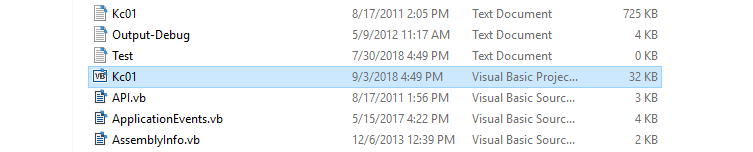 Kc01 8/17/2011 2:05 PM Text Document 725 KB
Output-Debug 5/9/2012 11:17 AM Text Document 4 KB
Test 7/30/2018 4:49 PM Text Document 0 KB
VB Kc01 9/3/2018 4:49 PM Visual Basic Projec... 32 KB
API.vb 8/17/2011 1:56 PM Visual Basic Sourc... 3 KB
ApplicationEvents.vb 5/15/2017 4:22 PM Visual Basic Sourc... 4 KB
AssemblyInfo.vb 12/6/2013 12:39 PM Visual Basic Sourc... 2 KB